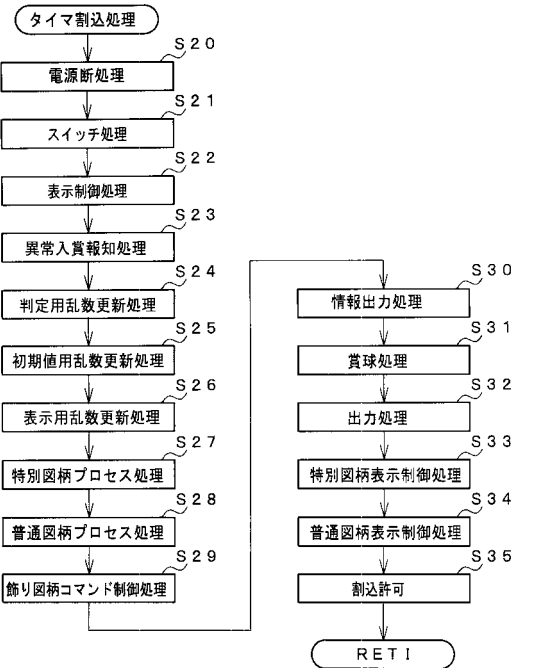 タイマ割込処理
S20
電源断処理
S21
スイッチ処理
S22
表示制御処理
S23
異常入賞報知処理
S24
判定用乱数更新処理
S25
初期値用乱数更新処理
S26
表示用乱数更新処理
S27
特別図柄プロセス処理
S28
普通図柄プロセス処理
S29
飾り図柄コマンド制御処理
S30
情報出力処理
S31
賞球処理
S32
出力処理
S33
特別図柄表示制御処理
S34
普通図柄表示制御処理
S35
割込許可
RETI